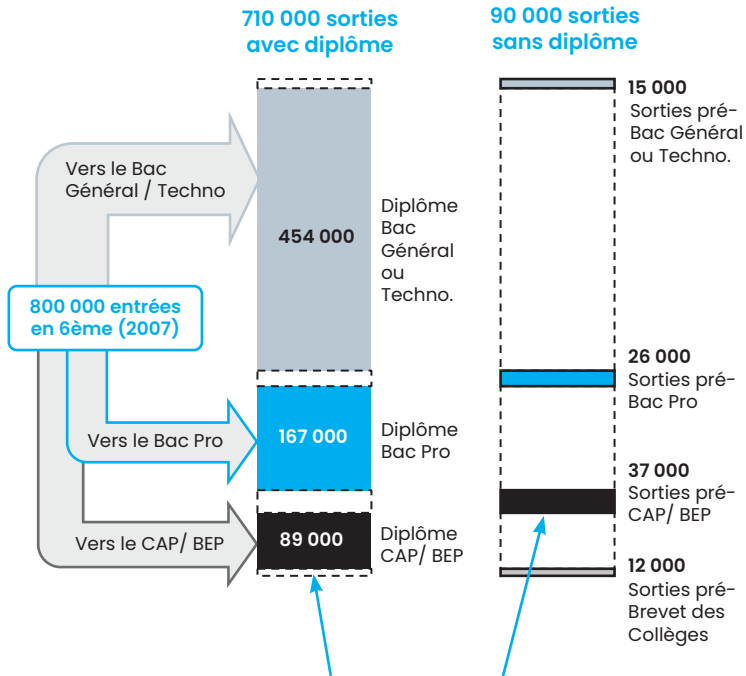 710 000 sorties
avec diplôme
90 000 sorties
sans diplôme
15 000
Sorties pré-
Bac Général
ou Techno.
Vers le Bac
Général / Techno
454 000
Diplôme
Bac
Général
ou
Techno.
800 000 entrées
en 6ème (2007)
26 000
Sorties pré-
Bac Pro
Vers le Bac Pro
167 000
Diplôme
Bac Pro
37 000
Sorties pré-
CAP/ BEP
Vers le CAP/ BEP
89 000
Diplôme
CAP/ BEP
12 000
Sorties pré-
Brevet des
Collèges